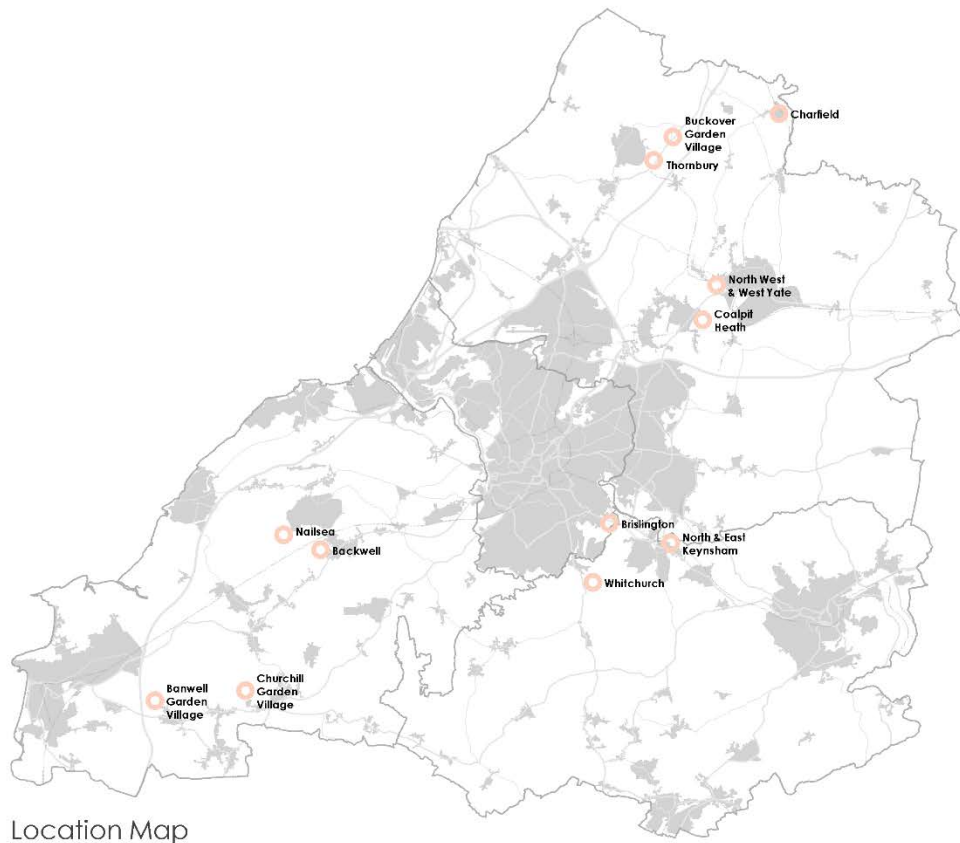 Charfield
Buckover
Garden
Village
Thornbury
North West
& West Yate
Coalpit
Heath
Nailsea
Backwell
Brislington
North & East
Keynsham
Whitchurch
Churchill
Garden
Village
Banwell
Garden
Village
Location Map